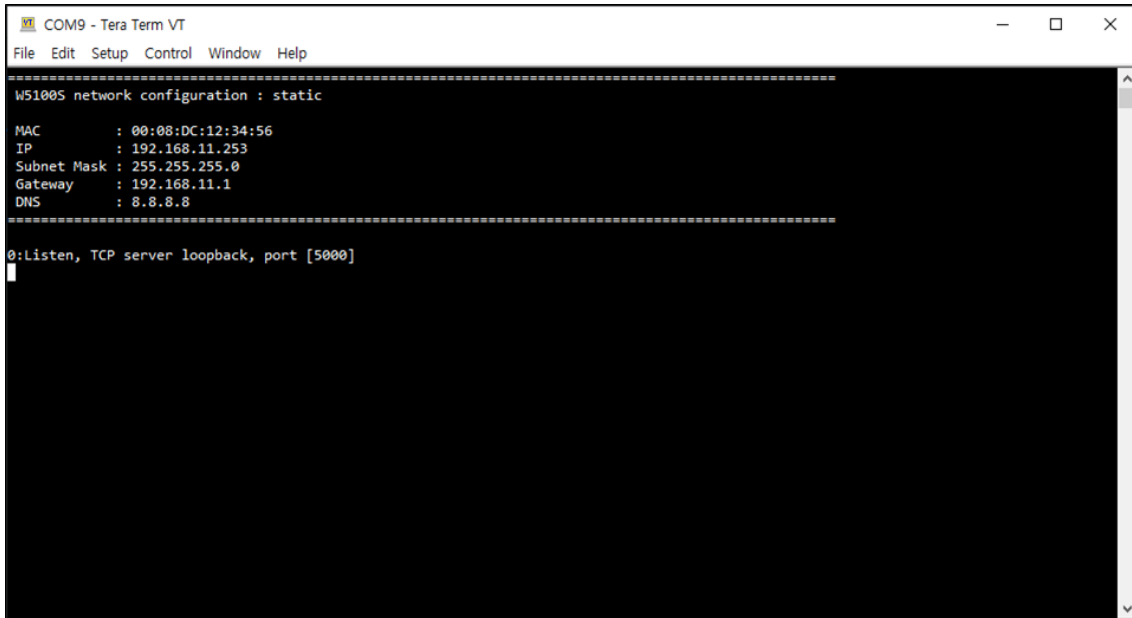 COM9 - Tera Term VT
File Edit Setup Control Window Help
====================================================================================================
W5100S network configuration : static
MAC : 00:08:DC:12:34:56
IP : 192.168.11.253
Subnet Mask : 255.255.255.0
Gateway : 192.168.11.1
DNS : 8.8.8.8
====================================================================================================
0:Listen, TCP server loopback, port [5000]